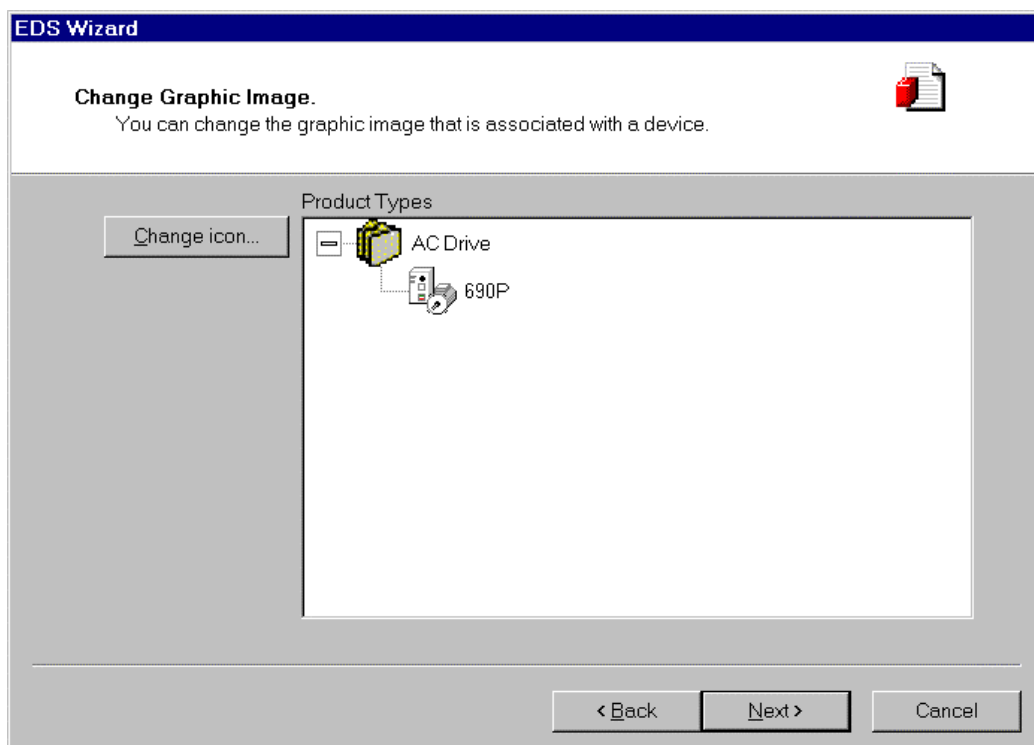 EDS Wizard
Change Graphic Image.
You can change the graphic image that is associated with a device.
Product Types
Change icon...
AC Drive
690P
< Back
Next >
Cancel